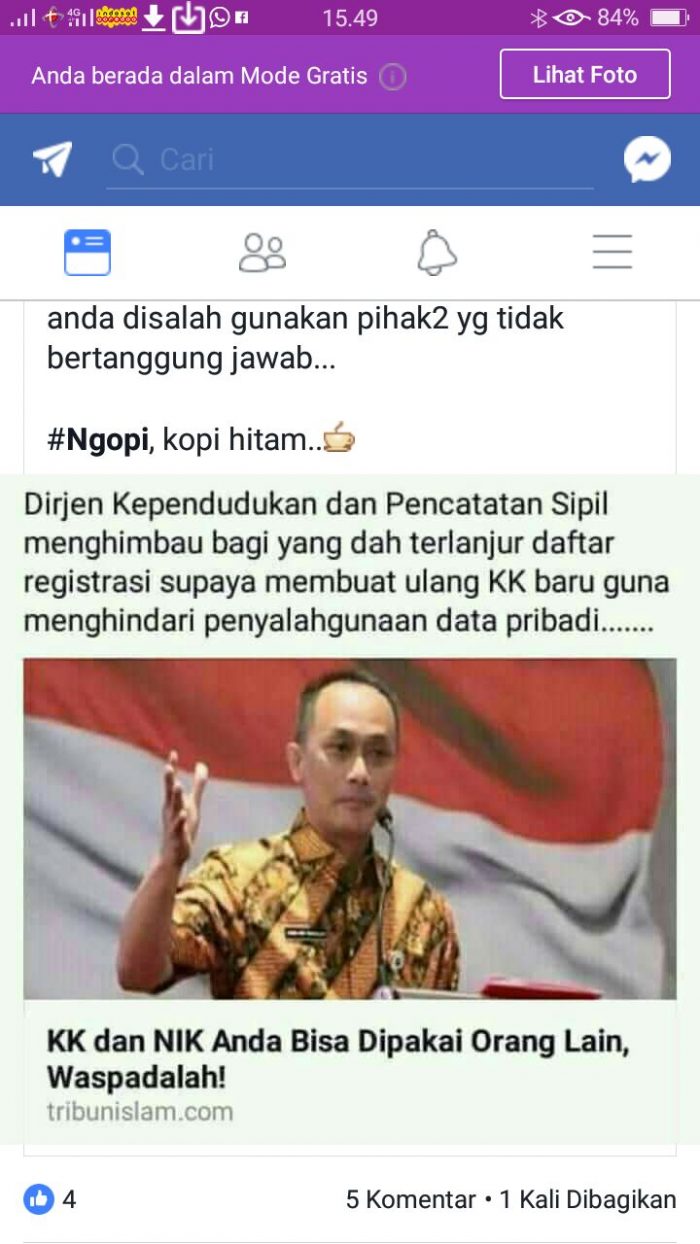 4G
15.49
84%
Anda berada dalam Mode Gratis
Lihat Foto
Cari
anda disalah gunakan pihak2 yg tidak
bertanggung jawab...
#Ngopi, kopi hitam..
Dirjen Kependudukan dan Pencatatan Sipil
menghimbau bagi yang dah terlanjur daftar
registrasi supaya membuat ulang KK baru guna
menghindari penyalahgunaan data pribadi.......
KK dan NIK Anda Bisa Dipakai Orang Lain,
Waspadalah!
tribunislam.com
4
5 Komentar • 1 Kali Dibagikan